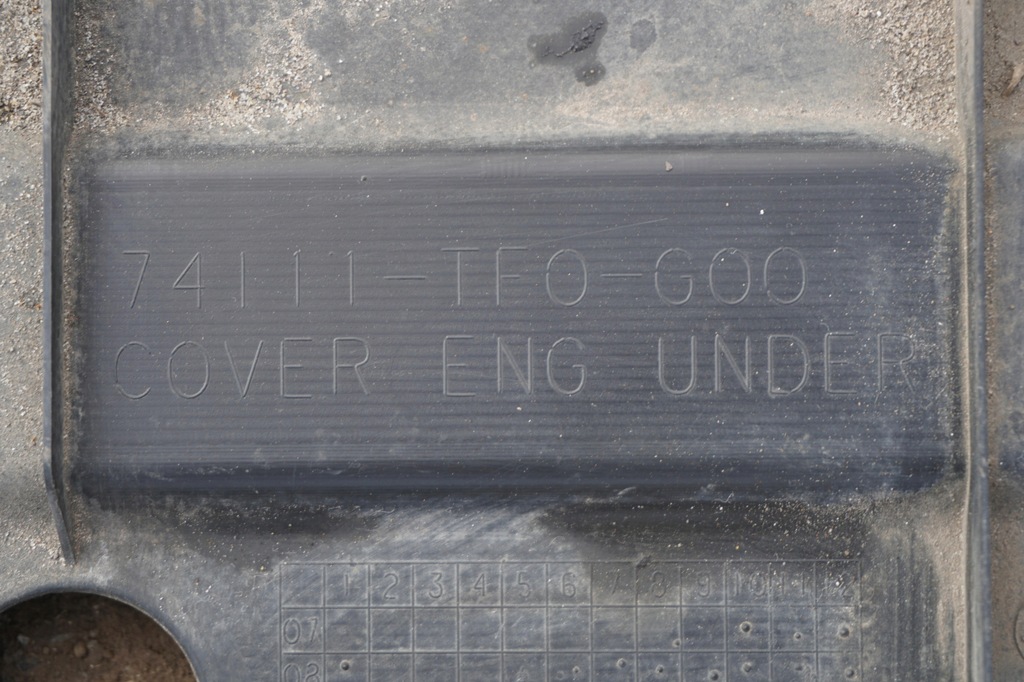 74111-TF0-G00
COVER ENG UNDER
1 2 3 4 5 6 7 8 9 10 11 12
07
08